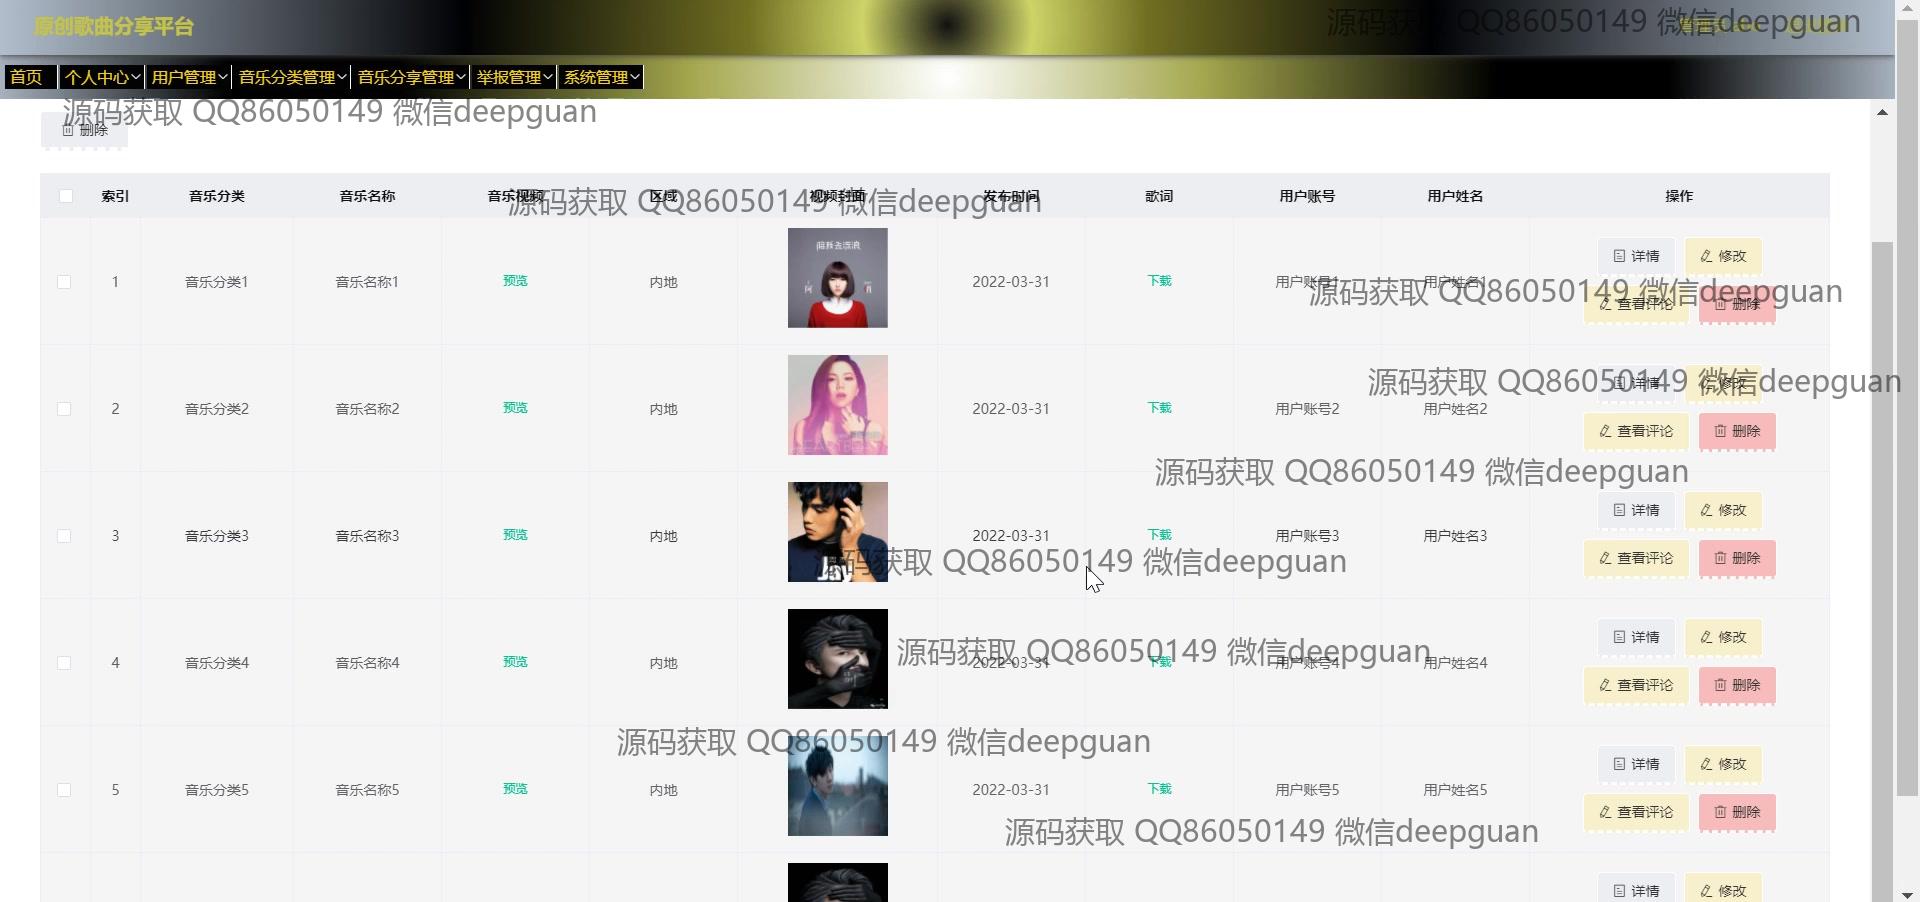 原创歌曲分享平台
源码获取 QQ86050149 微信deepguan
首页 个人中心 用户管理 音乐分类管理 音乐分享管理 举报管理 系统管理
源码获取 QQ86050149 微信deepguan
删除
索引 音乐分类 音乐名称 音乐视频 区域 视频封面 发布时间 歌词 用户账号 用户姓名 操作
源码获取 QQ86050149 微信deepguan
详情 修改
1 音乐分类1 音乐名称1 预览 内地 2022-03-31 下载 用户账号1 用户姓名1
源码获取 QQ86050149 微信deepguan
查看评论 删除
详情 修改
源码获取 QQ86050149 微信deepguan
2 音乐分类2 音乐名称2 预览 内地 2022-03-31 下载 用户账号2 用户姓名2
查看评论 删除
源码获取 QQ86050149 微信deepguan
详情 修改
3 音乐分类3 音乐名称3 预览 内地 2022-03-31 下载 用户账号3 用户姓名3
查看评论 删除
源码获取 QQ86050149 微信deepguan
详情 修改
源码获取 QQ86050149 微信deepguan
4 音乐分类4 音乐名称4 预览 内地 2022-03-31 下载 用户账号4 用户姓名4
查看评论 删除
源码获取 QQ86050149 微信deepguan
详情 修改
5 音乐分类5 音乐名称5 预览 内地 2022-03-31 下载 用户账号5 用户姓名5
查看评论 删除
源码获取 QQ86050149 微信deepguan
详情 修改